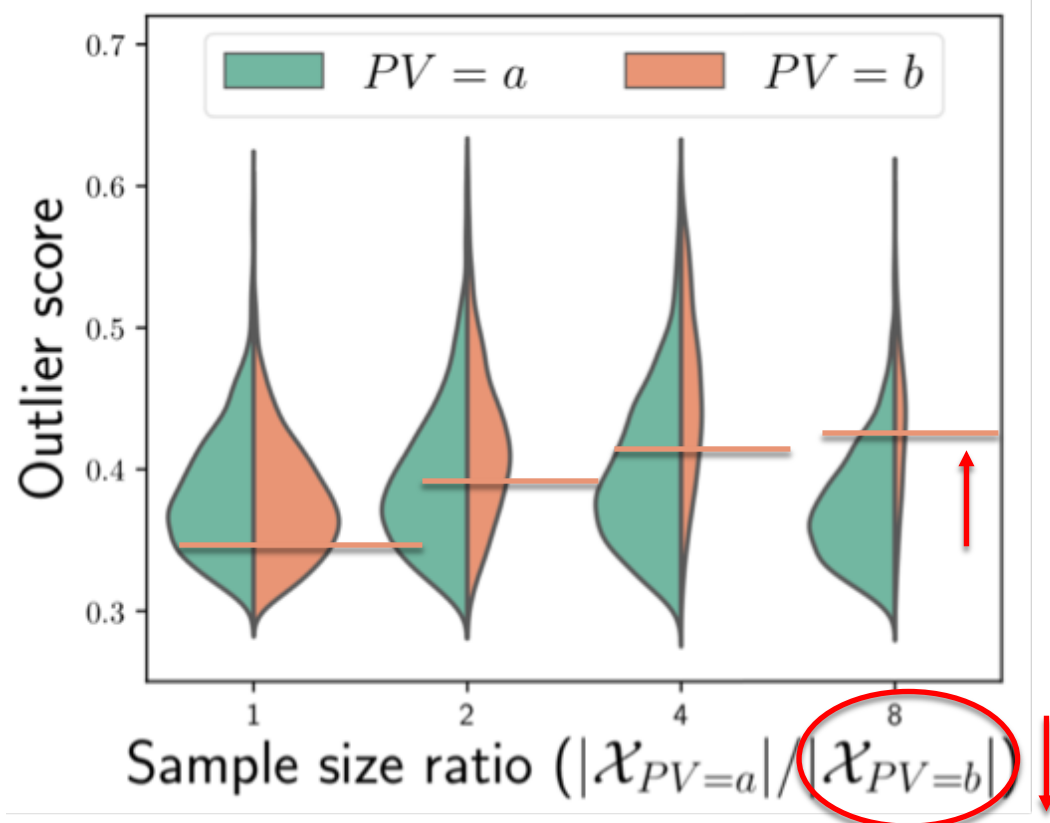 0.7
PV = a PV = b
0.6
0.5
0.4
0.3
Outlier score
1 2 4 8
Sample size ratio (|𝒳_{PV=a}|/|𝒳_{PV=b}|)